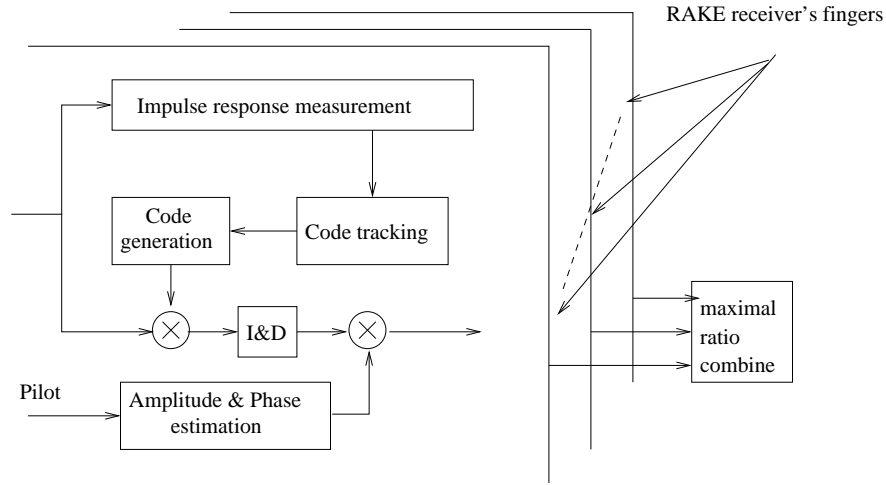 RAKE receiver's fingers
Impulse response measurement
Code
generation
Code tracking
I&D
maximal
ratio
combine
Pilot
Amplitude & Phase
estimation